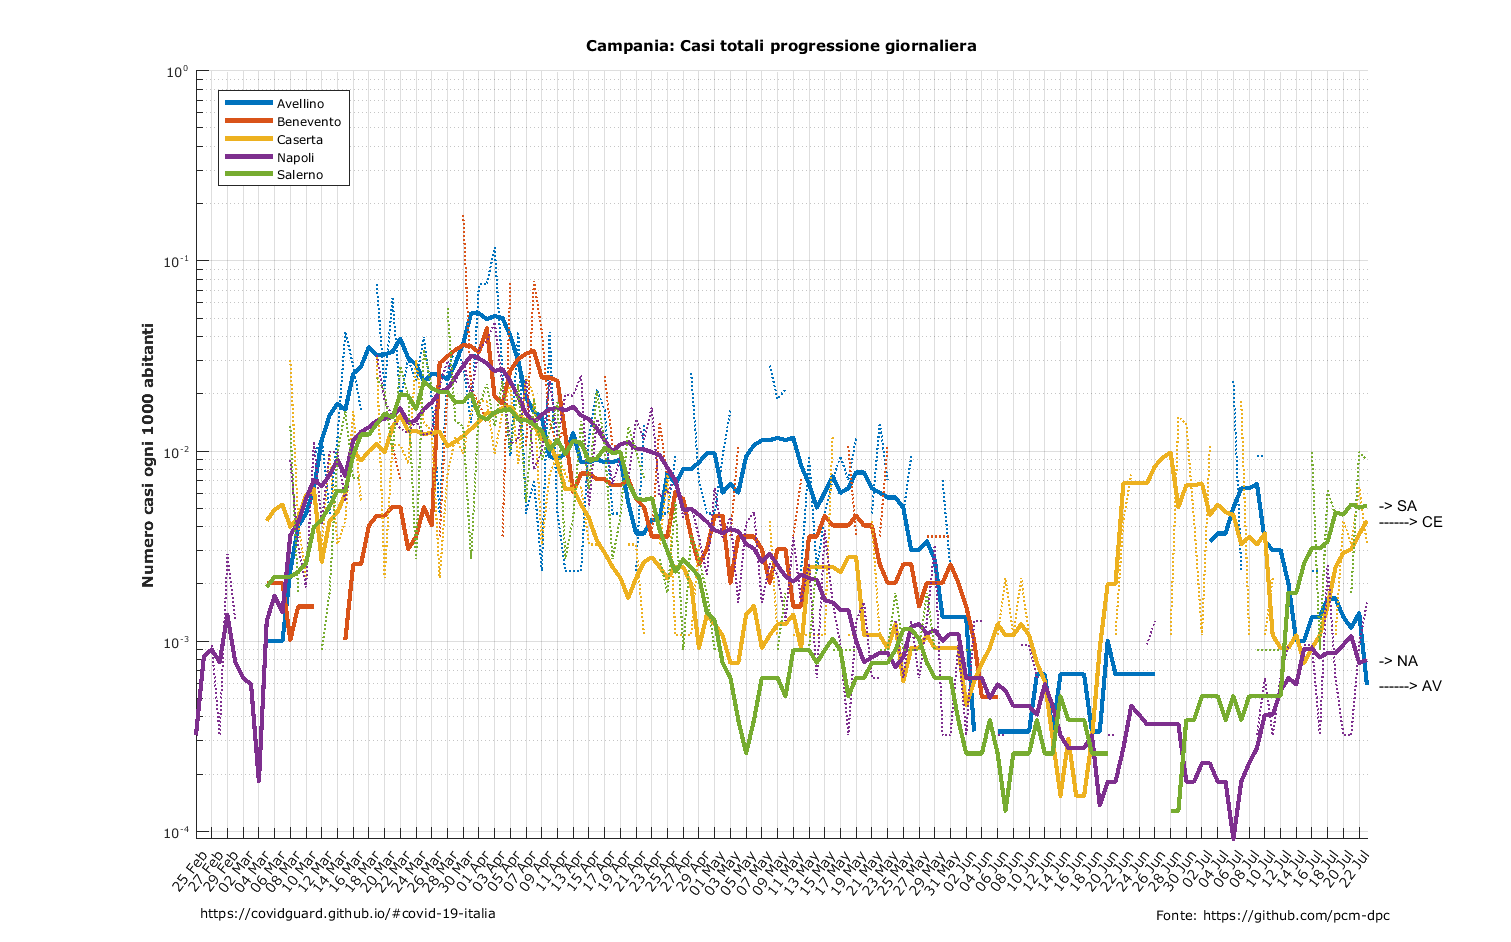 Campania: Casi totali progressione giornaliera
10^0
10^-1
10^-2
10^-3
10^-4
Numero casi ogni 1000 abitanti
Avellino
Benevento
Caserta
Napoli
Salerno
-> SA
------> CE
-> NA
------> AV
25 Feb
27 Feb
29 Feb
02 Mar
04 Mar
06 Mar
08 Mar
10 Mar
12 Mar
14 Mar
16 Mar
18 Mar
20 Mar
22 Mar
24 Mar
26 Mar
28 Mar
30 Mar
01 Apr
03 Apr
05 Apr
07 Apr
09 Apr
11 Apr
13 Apr
15 Apr
17 Apr
19 Apr
21 Apr
23 Apr
25 Apr
27 Apr
29 Apr
01 May
03 May
05 May
07 May
09 May
11 May
13 May
15 May
17 May
19 May
21 May
23 May
25 May
27 May
29 May
31 May
02 Jun
04 Jun
06 Jun
08 Jun
10 Jun
12 Jun
14 Jun
16 Jun
18 Jun
20 Jun
22 Jun
24 Jun
26 Jun
28 Jun
30 Jun
02 Jul
04 Jul
06 Jul
08 Jul
10 Jul
12 Jul
14 Jul
16 Jul
18 Jul
20 Jul
22 Jul
https://covidguard.github.io/#covid-19-italia
Fonte: https://github.com/pcm-dpc